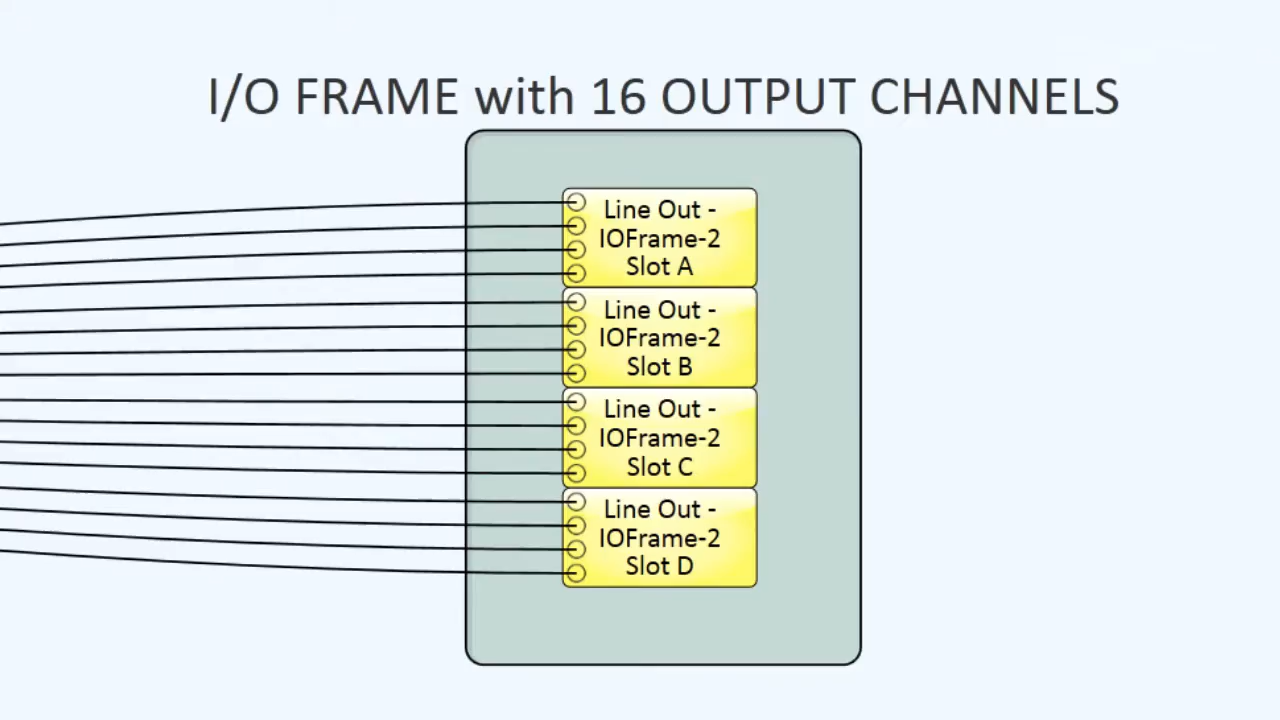 I/O FRAME with 16 OUTPUT CHANNELS
Line Out -
IOFrame-2
Slot A
Line Out -
IOFrame-2
Slot B
Line Out -
IOFrame-2
Slot C
Line Out -
IOFrame-2
Slot D